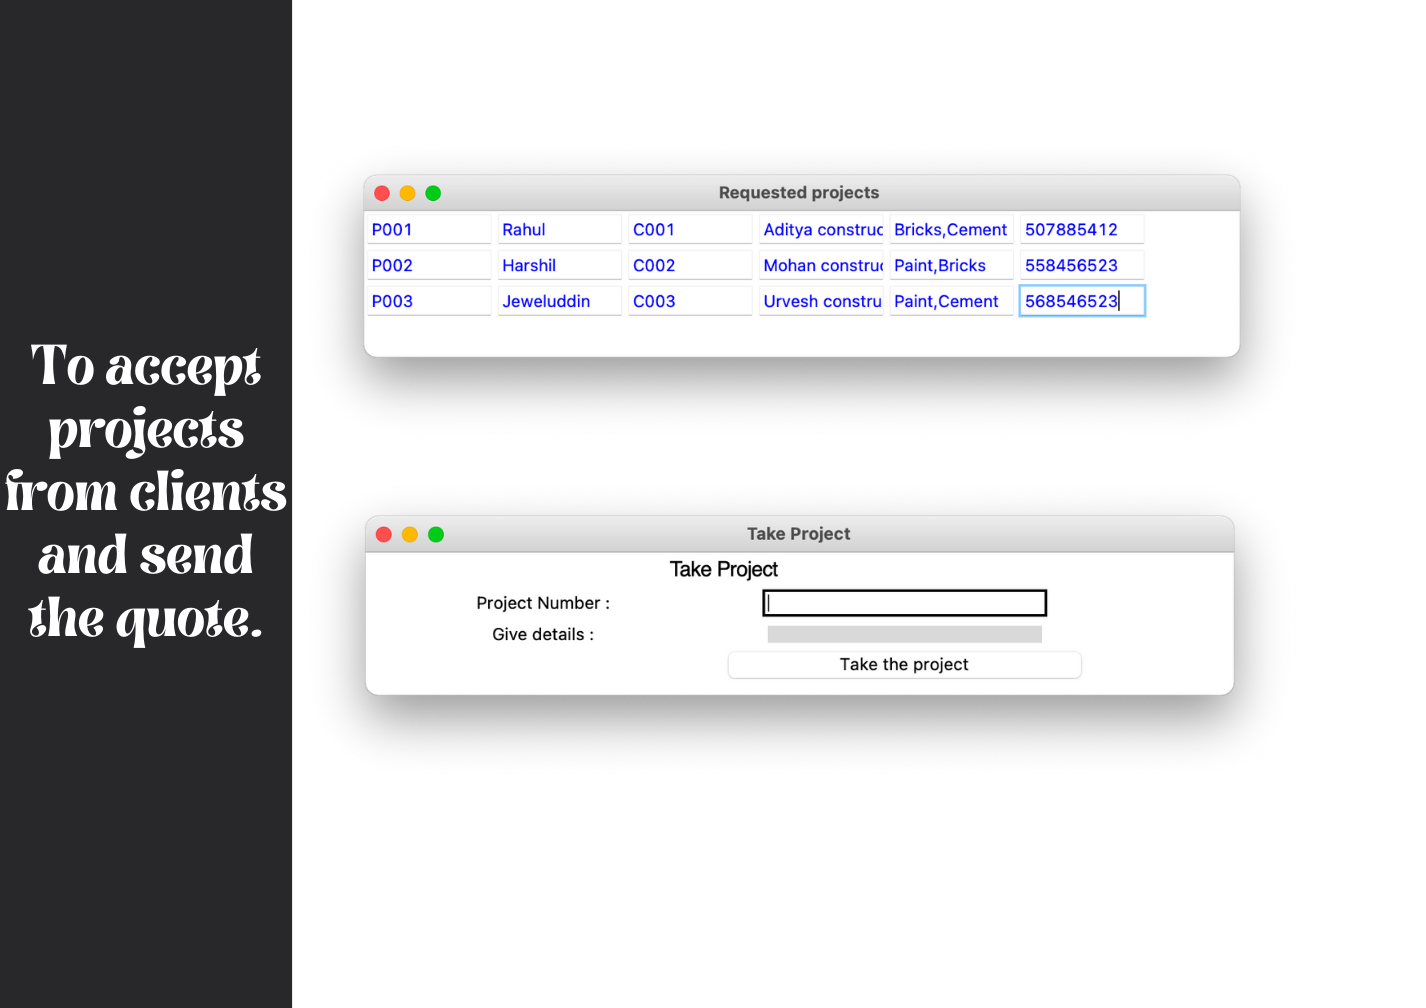 To accept
projects
from clients
and send
the quote.
Requested projects
P001 Rahul C001 Aditya construc Bricks,Cement 507885412
P002 Harshil C002 Mohan construc Paint,Bricks 558456523
P003 Jeweluddin C003 Urvesh constru Paint,Cement 568546523
Take Project
Take Project
Project Number :
Give details :
Take the project